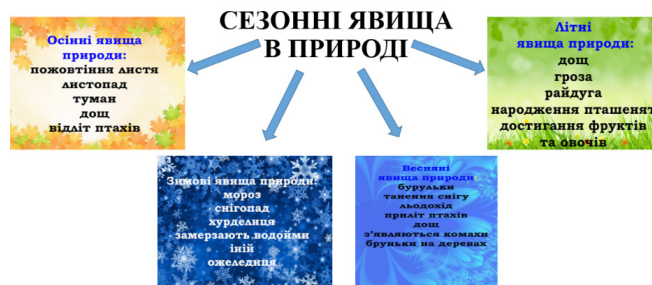 СЕЗОННІ ЯВИЩА
В ПРИРОДІ
Осінні явища
природи:
пожовтіння листя
листопад
туман
дощ
відліт птахів
Зимові явища природи:
мороз
снігопад
хурделиця
замерзають водойми
іній
ожеледиця
Весняні
явища природи:
бурульки
танення снігу
льодохід
приліт птахів
дощ
з'являються комахи
бруньки на деревах
Літні
явища природи:
дощ
гроза
райдуга
народження пташенят
достигання фруктів
та овочів